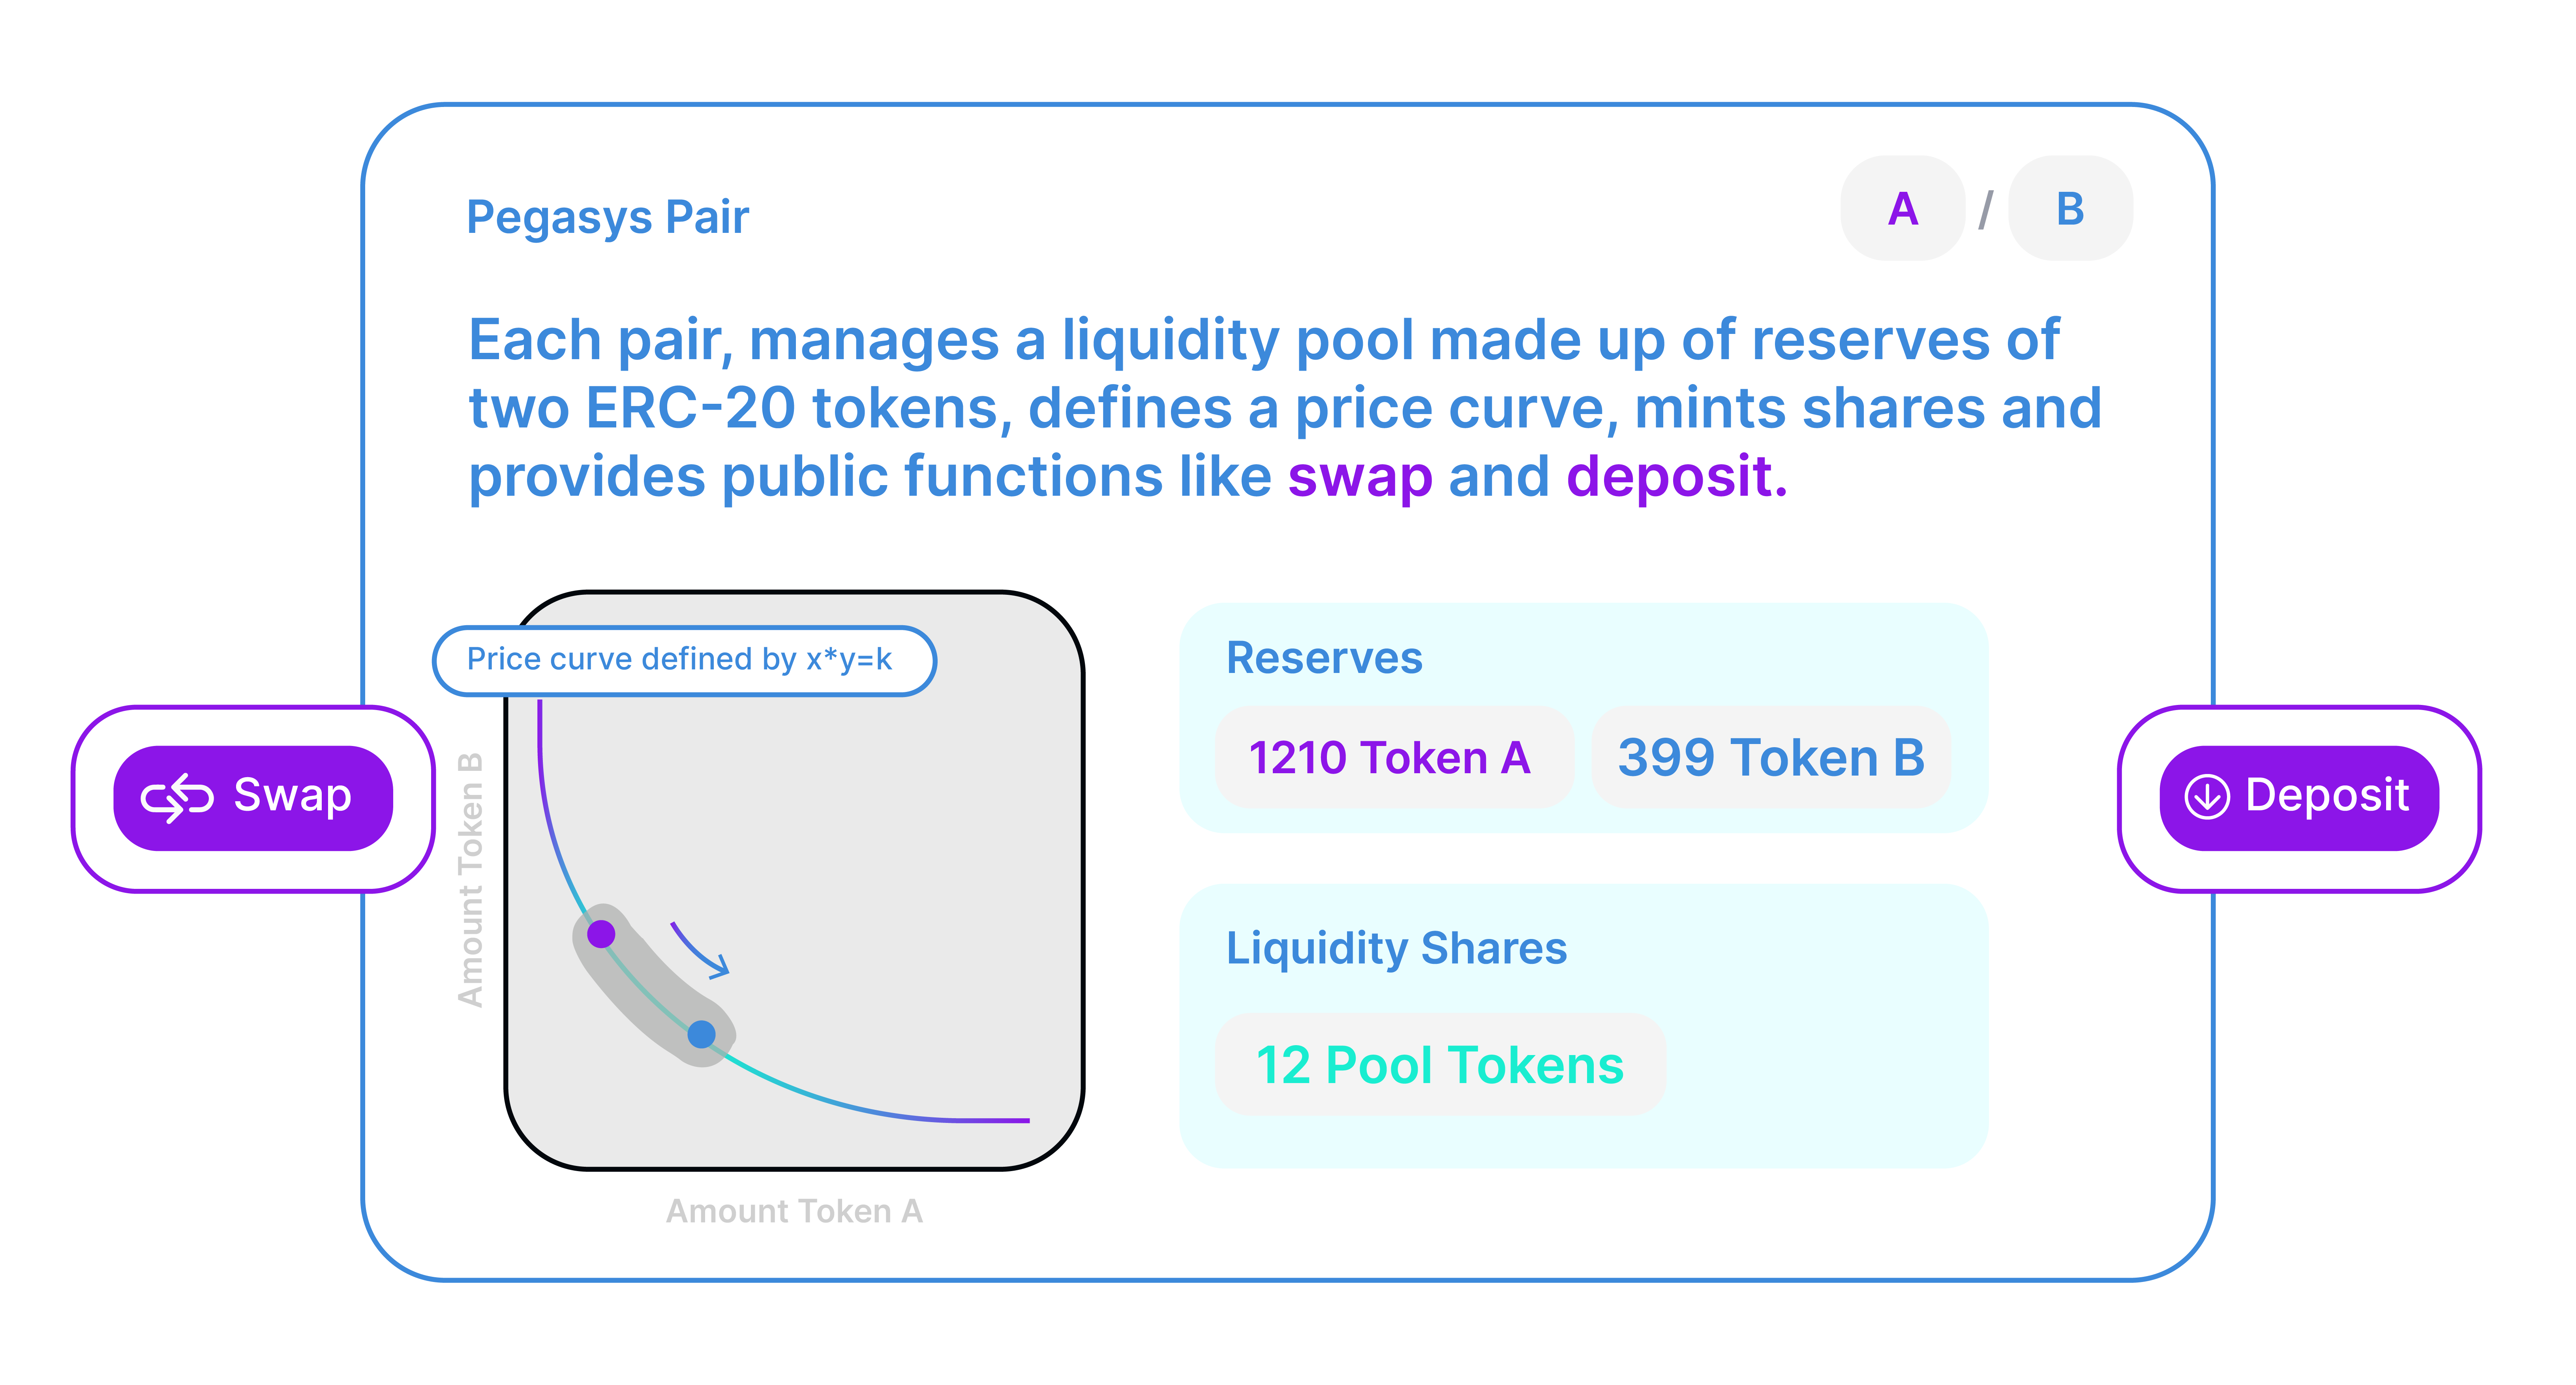 Pegasys Pair
A / B
Each pair, manages a liquidity pool made up of reserves of
two ERC-20 tokens, defines a price curve, mints shares and
provides public functions like swap and deposit.
Price curve defined by x*y=k
Swap
Amount Token B
Amount Token A
Reserves
1210 Token A
399 Token B
Liquidity Shares
12 Pool Tokens
Deposit